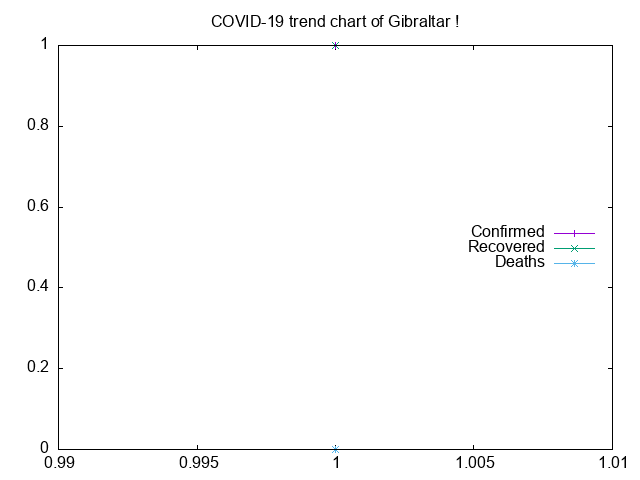 COVID-19 trend chart of Gibraltar !
1
0.8
0.6
0.4
0.2
0
Confirmed
Recovered
Deaths
0.99 0.995 1 1.005 1.01